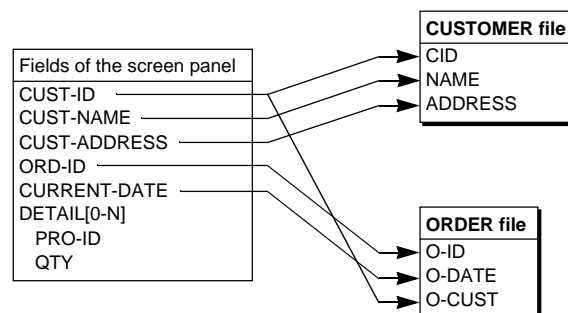 Fields of the screen panel
CUST-ID
CUST-NAME
CUST-ADDRESS
ORD-ID
CURRENT-DATE
DETAIL[0-N]
PRO-ID
QTY
CUSTOMER file
CID
NAME
ADDRESS
ORDER file
O-ID
O-DATE
O-CUST